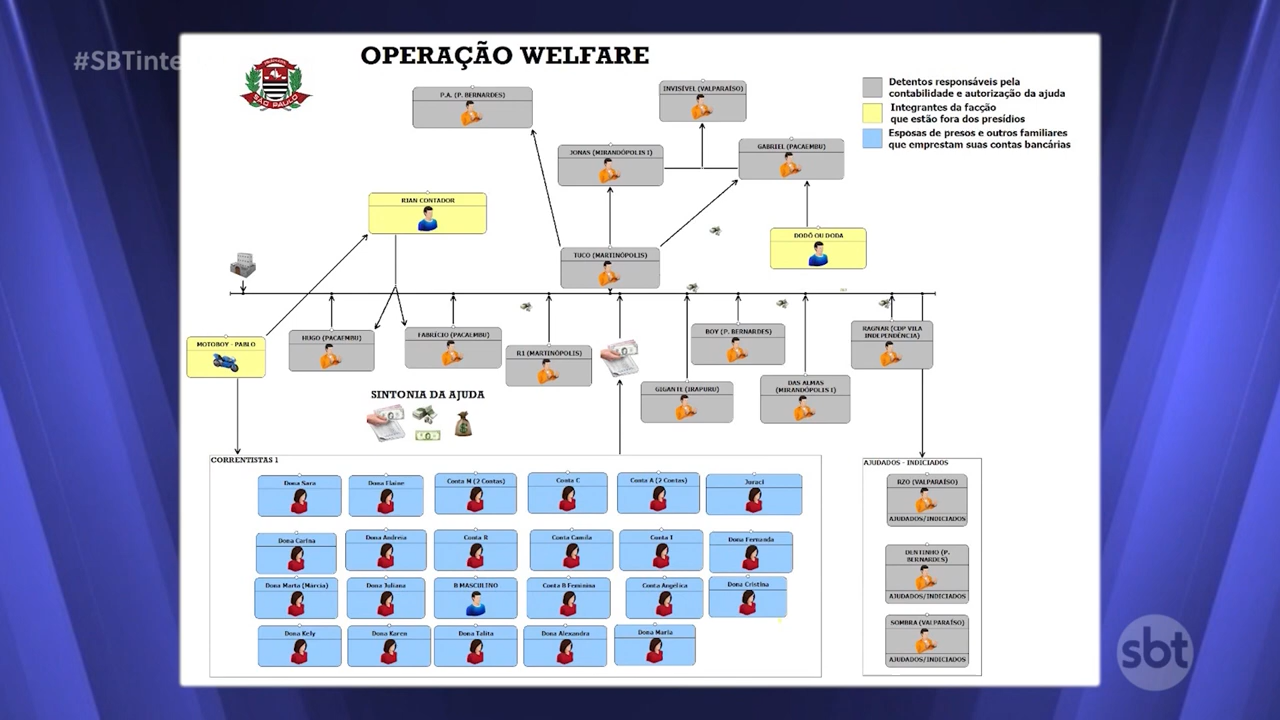 #SBTinte
OPERAÇÃO WELFARE
SÃO PAULO
P.A. (P. BERNARDES)
INVISÍVEL (VALPARAÍSO)
Detentos responsáveis pela
contabilidade e autorização da ajuda
Integrantes da facção
que estão fora dos presídios
Esposas de presos e outros familiares
que emprestam suas contas bancárias
JONAS (MIRANDÓPOLIS I)
GABRIEL (PACAEMBU)
RIAN CONTADOR
DODÔ OU DODA
TUCO (MARTINÓPOLIS)
MOTOBOY - PABLO
HUGO (PACAEMBU)
FABRÍCIO (PACAEMBU)
R1 (MARTINÓPOLIS)
BOY (P. BERNARDES)
RAGNAR (CDP VILA
INDEPENDÊNCIA)
GIGANTE (IRAPURU)
DAS ALMAS
(MIRANDÓPOLIS I)
SINTONIA DA AJUDA
CORRENTISTAS 1
Dona Sara
Dona Elaine
Conta M (2 Contas)
Conta C
Conta A (2 Contas)
Juraci
Dona Carina
Dona Andreia
Conta R
Conta Camila
Conta I
Dona Fernanda
Dona Marta (Márcia)
Dona Juliana
B MASCULINO
Conta B Feminina
Conta Angélica
Dona Cristina
Dona Kely
Dona Karen
Dona Talita
Dona Alexandra
Dona Maria
AJUDADOS - INDICIADOS
RZO (VALPARAÍSO)
AJUDADOS/INDICIADOS
DENTINHO (P.
BERNARDES)
AJUDADOS/INDICIADOS
SOMBRA (VALPARAÍSO)
AJUDADOS/INDICIADOS
sbt